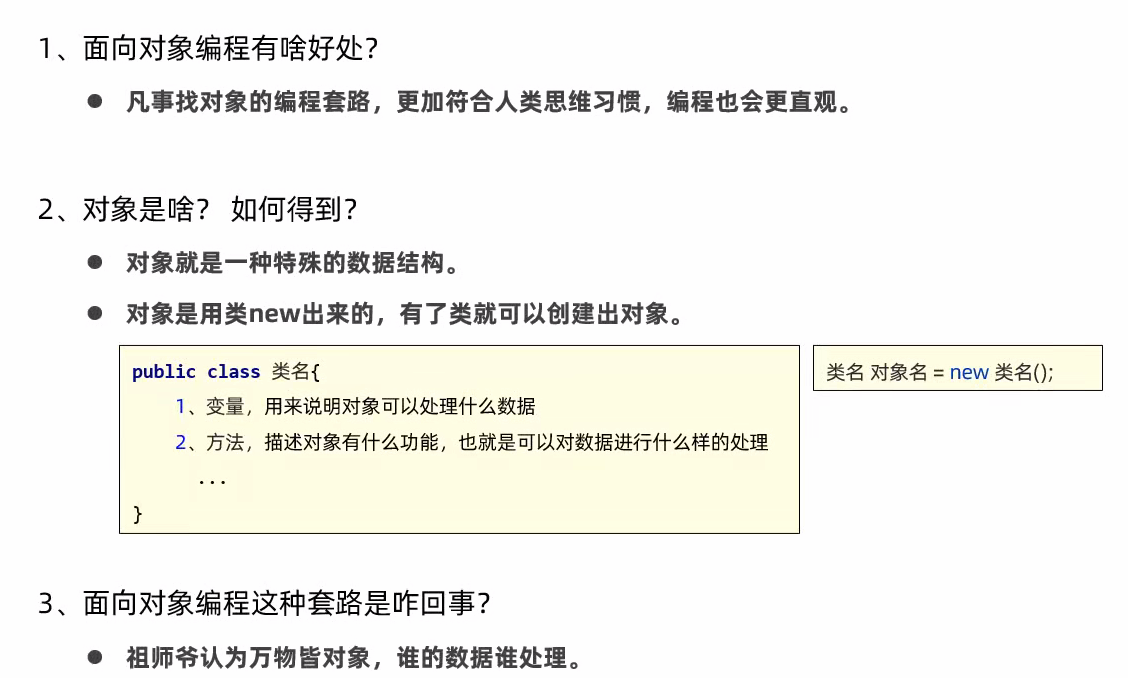 1、面向对象编程有啥好处？
● 凡事找对象的编程套路，更加符合人类思维习惯，编程也会更直观。
2、对象是啥？ 如何得到？
● 对象就是一种特殊的数据结构。
● 对象是用类new出来的，有了类就可以创建出对象。
public class 类名{
1、变量，用来说明对象可以处理什么数据
2、方法，描述对象有什么功能，也就是可以对数据进行什么样的处理
...
}
类名 对象名 = new 类名();
3、面向对象编程这种套路是咋回事？
● 祖师爷认为万物皆对象，谁的数据谁处理。